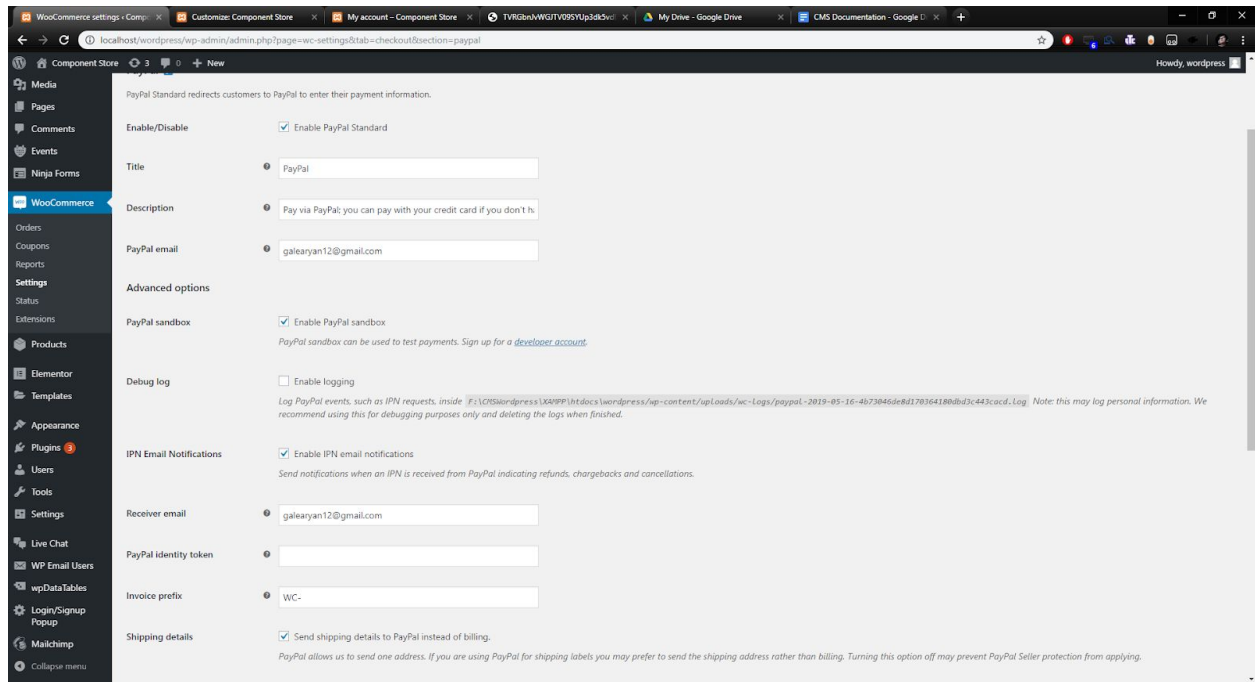 WooCommerce settings ‹ Compo
Customize: Component Store
My account – Component Store
My Drive - Google Drive
CMS Documentation - Google D
localhost/wordpress/wp-admin/admin.php?page=wc-settings&tab=checkout&section=paypal
6
Component Store
3
0
+ New
Howdy, wordpress
Media
Pages
Comments
Events
Ninja Forms
WooCommerce
Orders
Coupons
Reports
Settings
Status
Extensions
Products
Elementor
Templates
Appearance
Plugins 3
Users
Tools
Settings
Live Chat
WP Email Users
wpDataTables
Login/Signup
Popup
Mailchimp
Collapse menu
PayPal Standard redirects customers to PayPal to enter their payment information.
Enable/Disable
Enable PayPal Standard
Title
PayPal
Description
Pay via PayPal; you can pay with your credit card if you don't h
PayPal email
galearyan12@gmail.com
Advanced options
PayPal sandbox
Enable PayPal sandbox
PayPal sandbox can be used to test payments. Sign up for a developer account.
Debug log
Enable logging
Log PayPal events, such as IPN requests, inside F:\CMSWordpress\XAMPP\htdocs\wordpress/wp-content/uploads/wc-logs/paypal-2019-05-16-4b73046de8d170364180dbd3c443cacd.log Note: this may log personal information. We
recommend using this for debugging purposes only and deleting the logs when finished.
IPN Email Notifications
Enable IPN email notifications
Send notifications when an IPN is received from PayPal indicating refunds, chargebacks and cancellations.
Receiver email
galearyan12@gmail.com
PayPal identity token
Invoice prefix
WC-
Shipping details
Send shipping details to PayPal instead of billing.
PayPal allows us to send one address. If you are using PayPal for shipping labels you may prefer to send the shipping address rather than billing. Turning this option off may prevent PayPal Seller protection from applying.